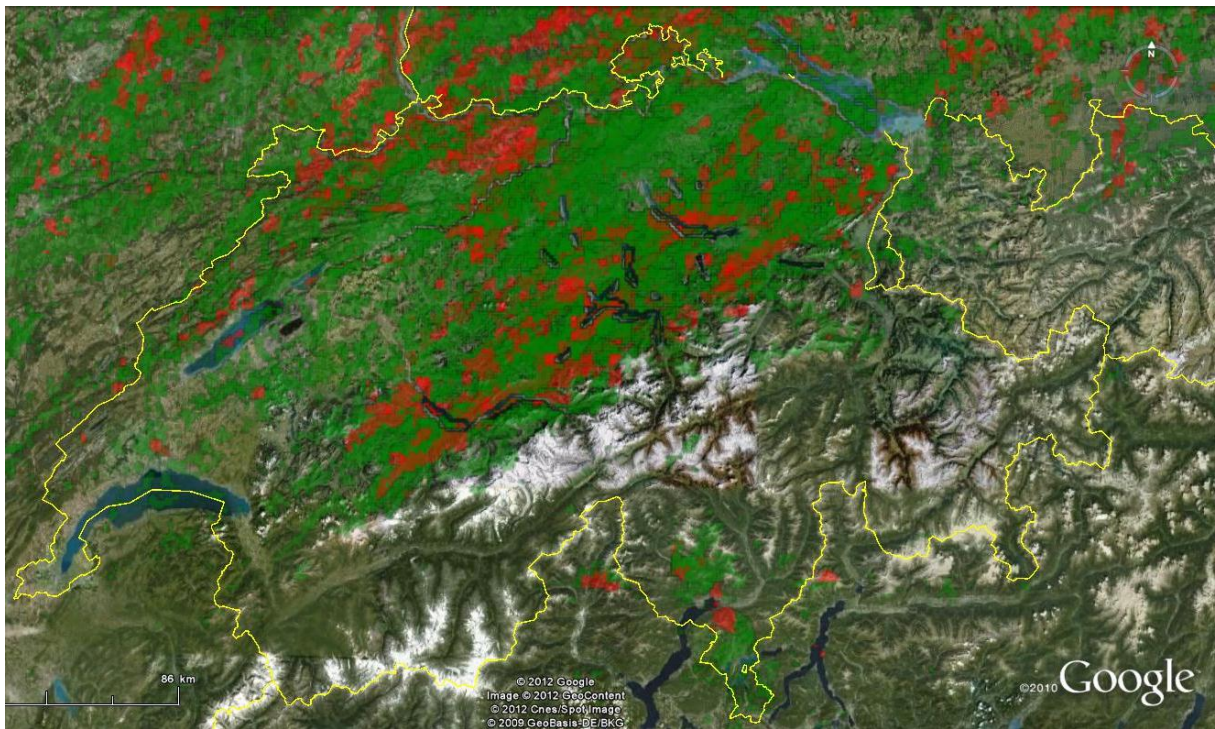 N
86 km
© 2012 Google
Image © 2012 GeoContent
© 2012 Cnes/Spot Image
© 2009 GeoBasis-DE/BKG
©2010 Google